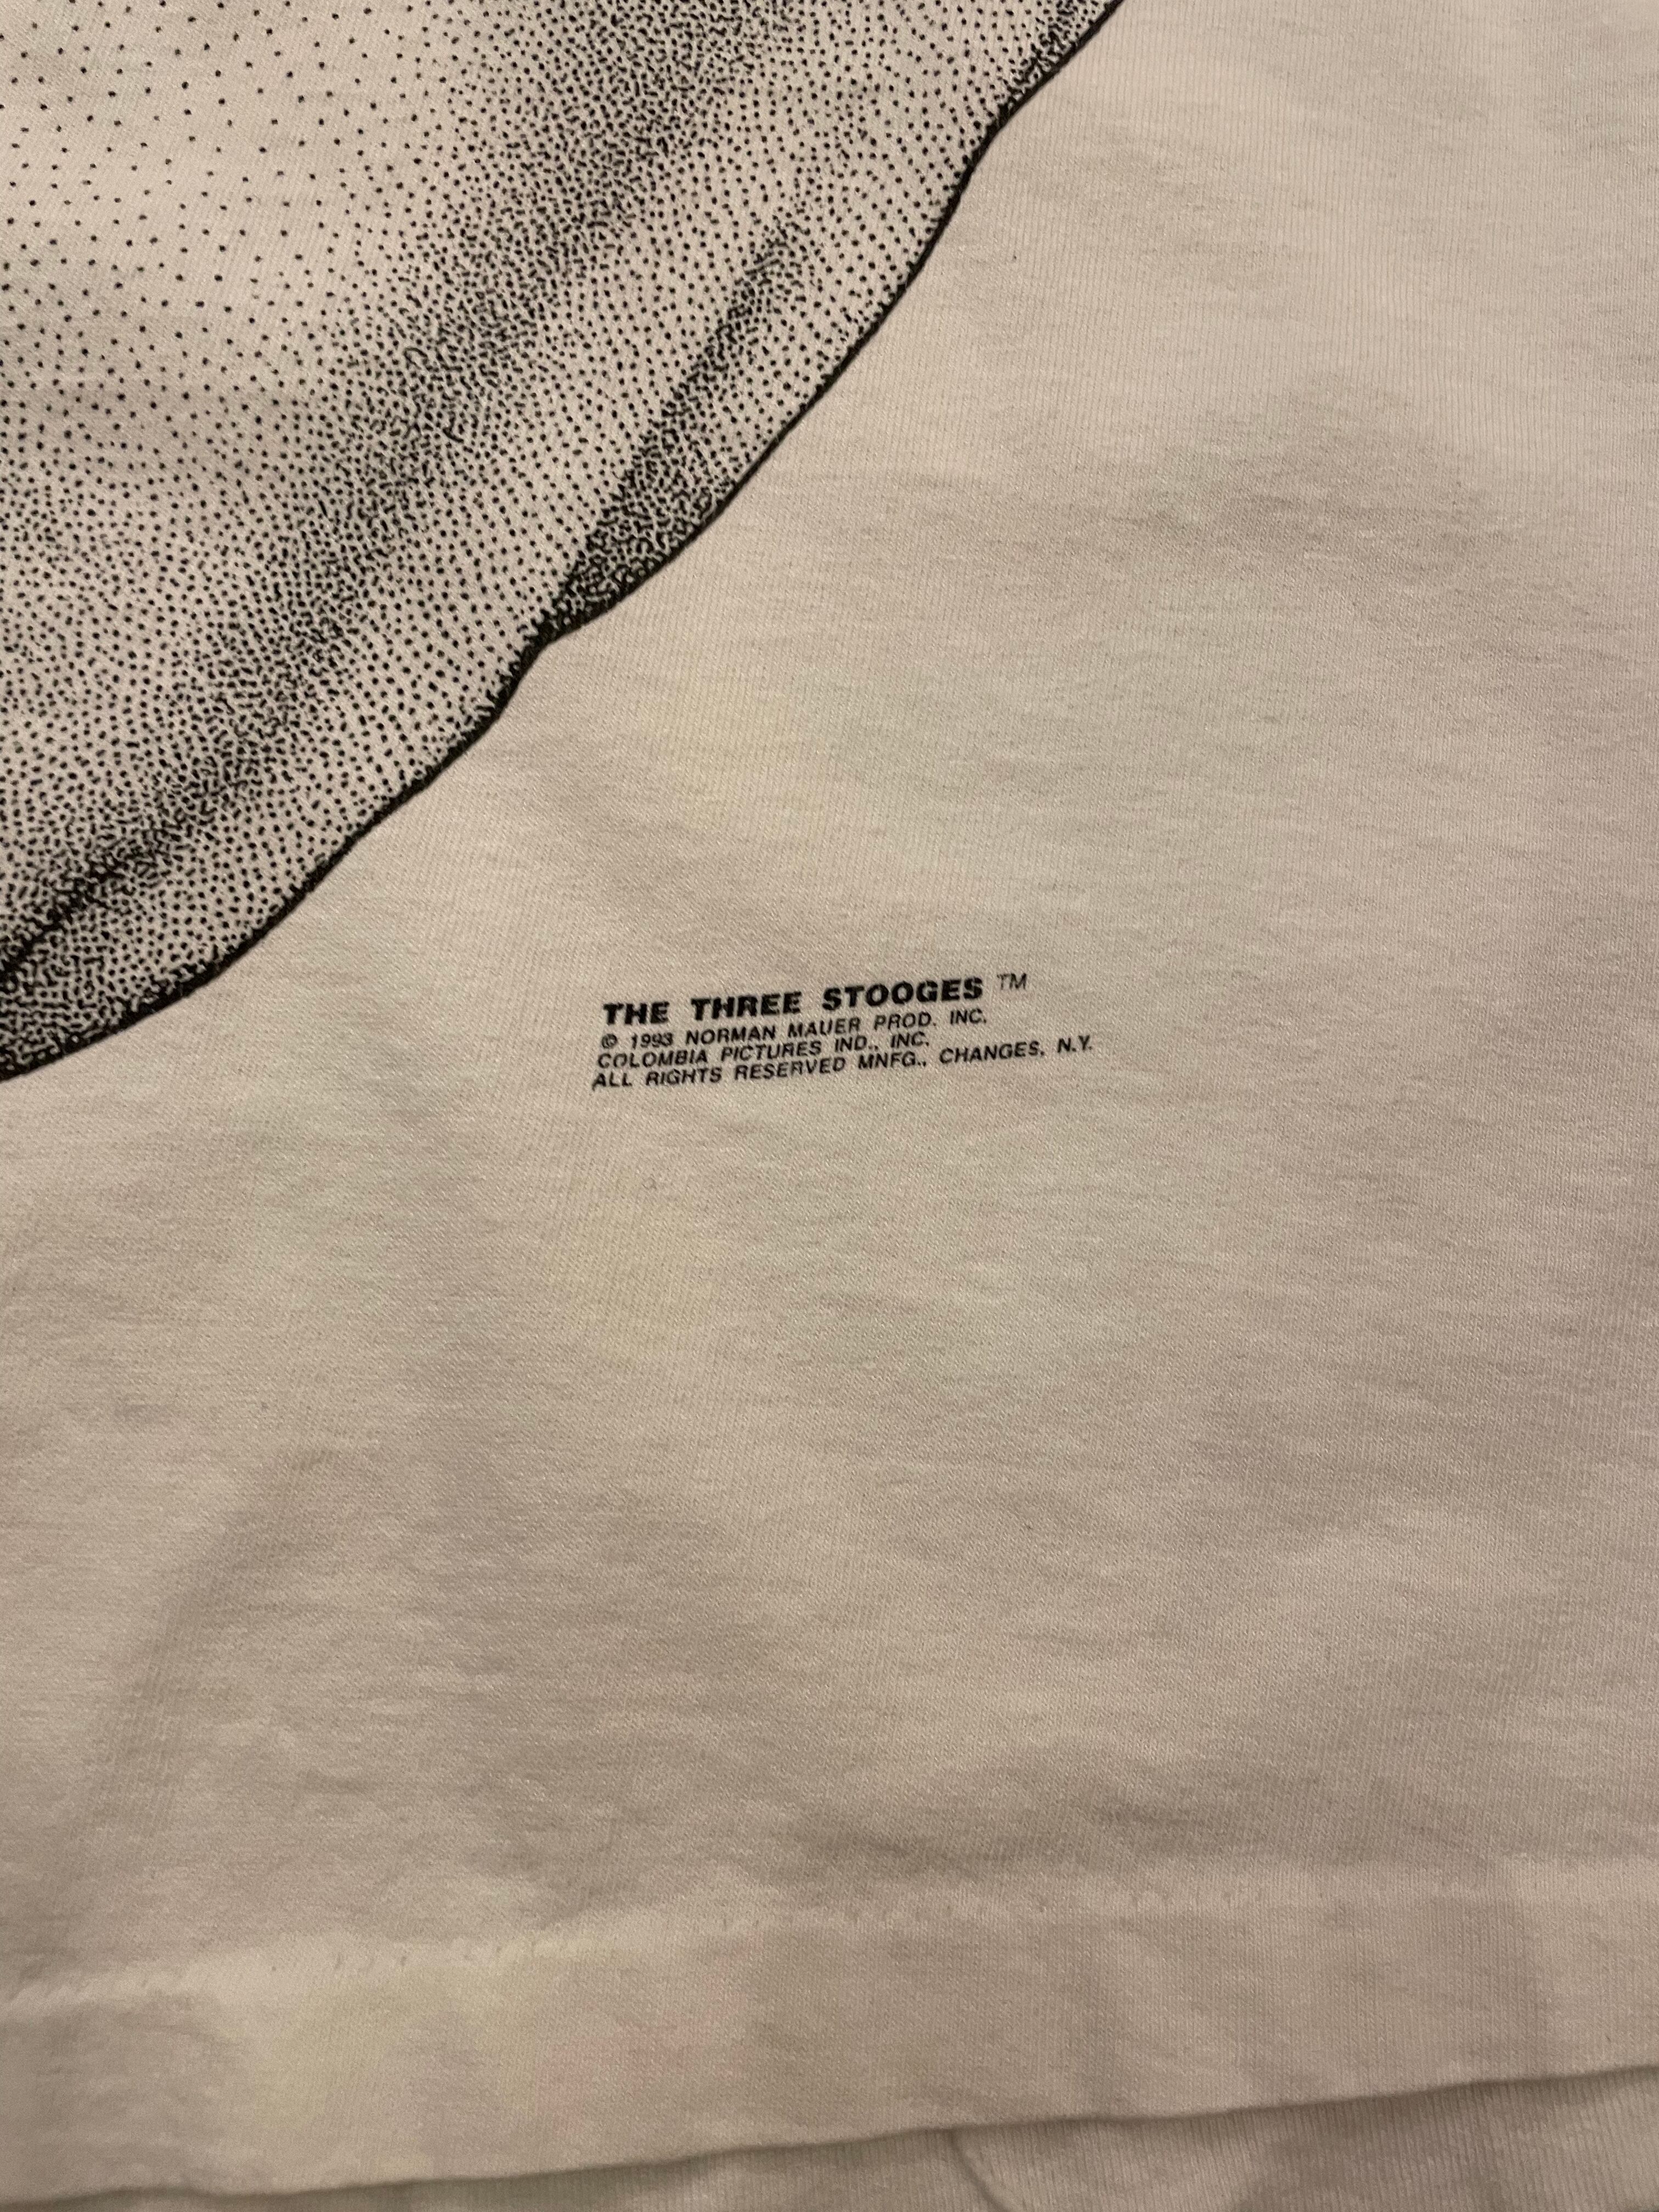 THE THREE STOOGES ™
© 1993 NORMAN MAUER PROD. INC.
COLOMBIA PICTURES IND., INC.
ALL RIGHTS RESERVED MNFG., CHANGES, N.Y.